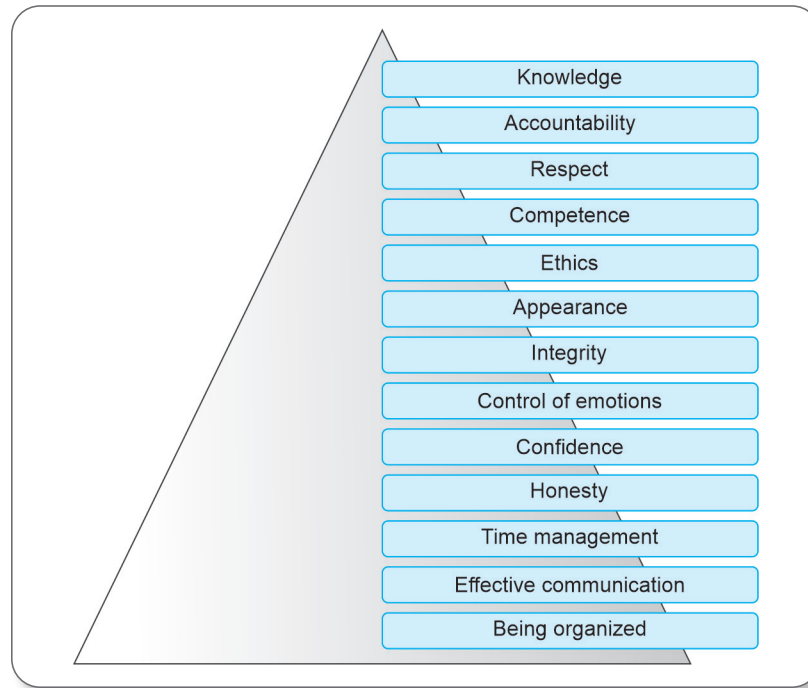 Knowledge
Accountability
Respect
Competence
Ethics
Appearance
Integrity
Control of emotions
Confidence
Honesty
Time management
Effective communication
Being organized